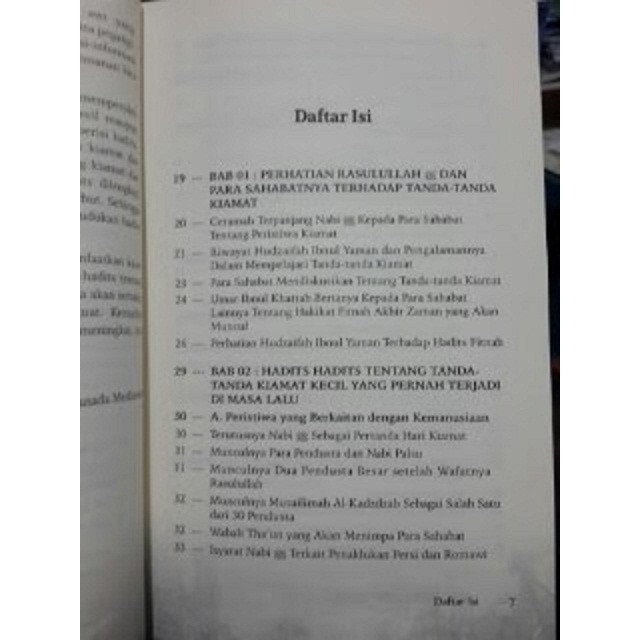 Daftar Isi
19 — BAB 01 : PERHATIAN RASULULLAH ﷺ DAN
PARA SAHABATNYA TERHADAP TANDA-TANDA
KIAMAT
20 — Ceramah Terpanjang Nabi ﷺ Kepada Para Sahabat
Tentang Peristiwa Kiamat
21 — Riwayat Hudzaifah Ibnul Yaman dan Pengalamannya
Dalam Mempelajari Tanda-tanda Kiamat
23 — Para Sahabat Mendiskusikan Tentang Tanda-tanda Kiamat
24 — Umar Ibnul Khattab Bertanya Kepada Para Sahabat
Lainnya Tentang Hakikat Fitnah Akhir Zaman yang Akan
Muncul
26 — Perhatian Hudzaifah Ibnul Yaman Terhadap Hadits Fitnah
29 — BAB 02 : HADITS HADITS TENTANG TANDA-
TANDA KIAMAT KECIL YANG PERNAH TERJADI
DI MASA LALU
30 — A. Peristiwa yang Berkaitan dengan Kemanusiaan
30 — Terutusnya Nabi ﷺ Sebagai Pertanda Hari Kiamat
31 — Munculnya Para Pendusta dan Nabi Palsu
31 — Munculnya Dua Pendusta Besar setelah Wafatnya
Rasulullah
32 — Munculnya Musailimah Al-Kadzdzab Sebagai Salah Satu
dari 30 Pendusta
32 — Wabah Tha'un yang Akan Menimpa Para Sahabat
33 — Isyarat Nabi ﷺ Terkait Penaklukan Persi dan Romawi
Daftar Isi — 7